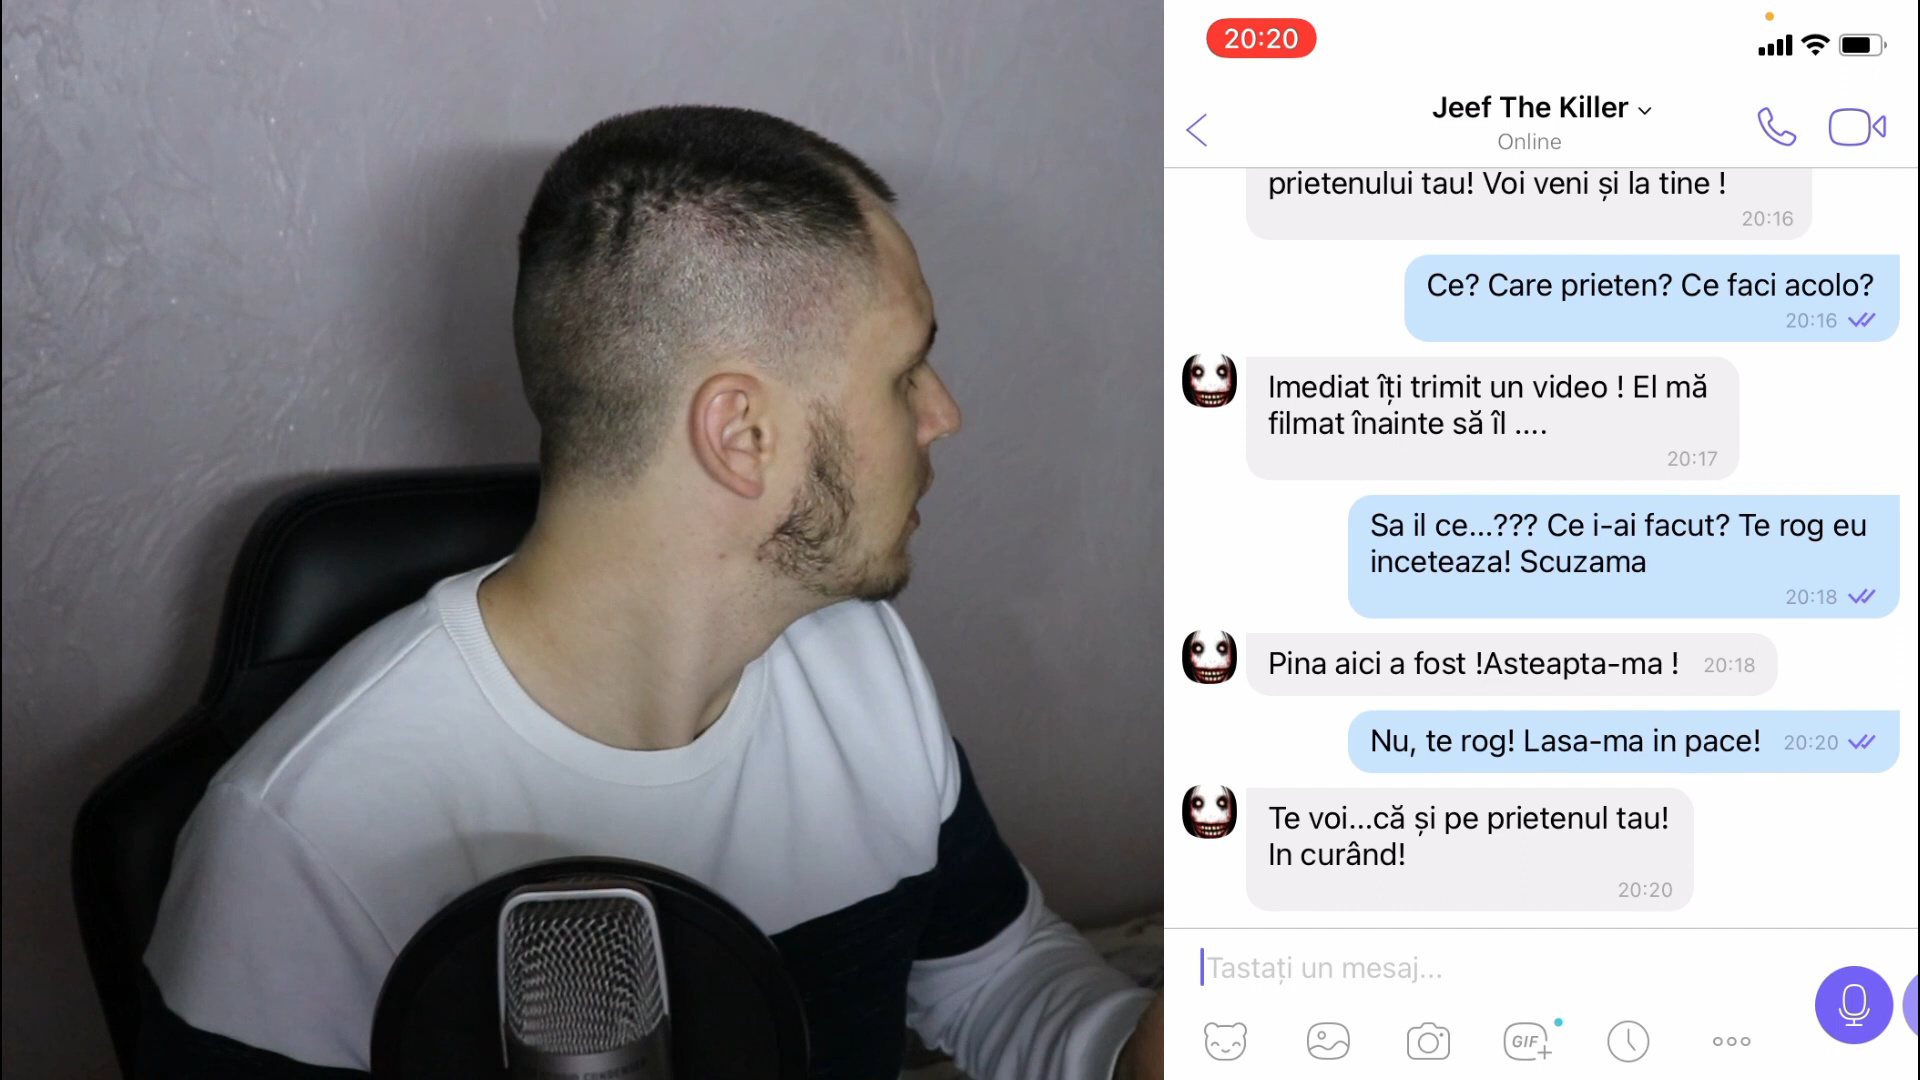 20:20
Jeef The Killer
Online
prietenului tau! Voi veni și la tine !
20:16
Ce? Care prieten? Ce faci acolo?
20:16
Imediat îți trimit un video ! El mă
filmat înainte să îl ....
20:17
Sa il ce...??? Ce i-ai facut? Te rog eu
inceteaza! Scuzama
20:18
Pina aici a fost !Asteapta-ma ! 20:18
Nu, te rog! Lasa-ma in pace! 20:20
Te voi...că și pe prietenul tau!
In curând!
20:20
Tastați un mesaj...
GIF